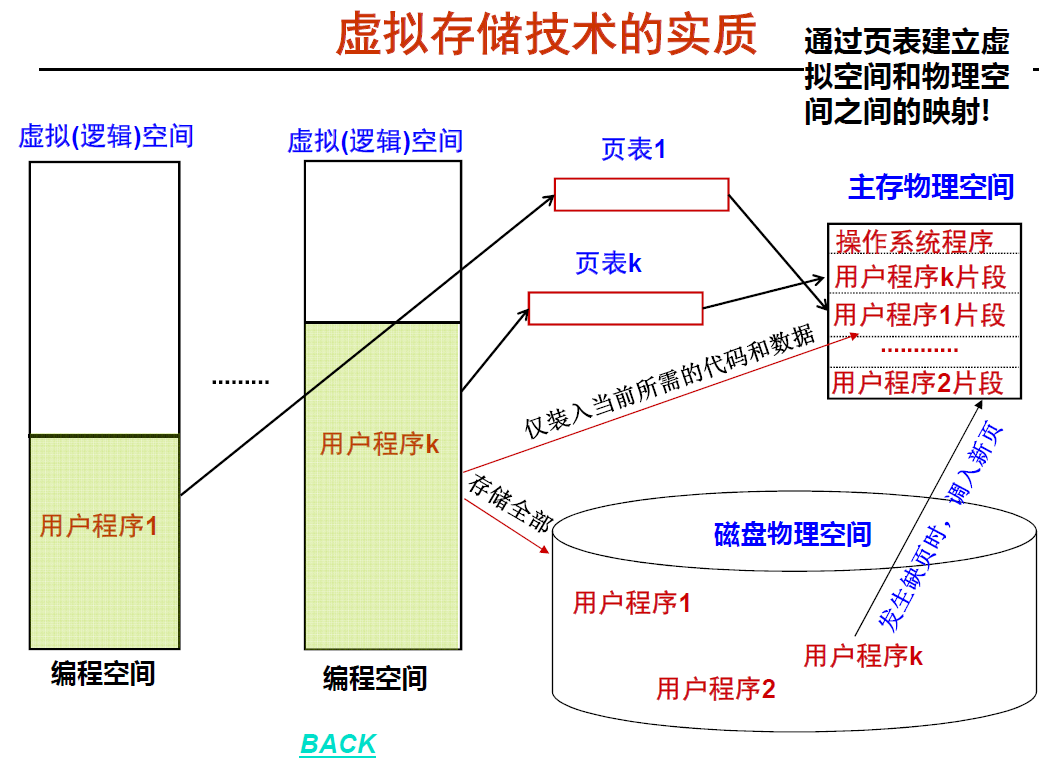 虚拟存储技术的实质
通过页表建立虚
拟空间和物理空
间之间的映射!
虚拟(逻辑)空间
虚拟(逻辑)空间
页表1
主存物理空间
操作系统程序
页表k
用户程序k片段
用户程序1片段
............
用户程序2片段
.........
仅装入当前所需的代码和数据
用户程序k
存储全部
发生缺页时，调入新页
用户程序1
磁盘物理空间
用户程序1
用户程序k
用户程序2
编程空间
编程空间
BACK